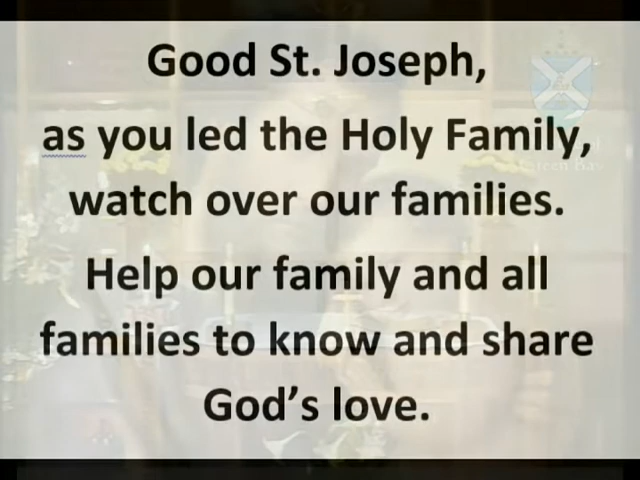 Good St. Joseph,
as you led the Holy Family,
watch over our families.
Help our family and all
families to know and share
God's love.